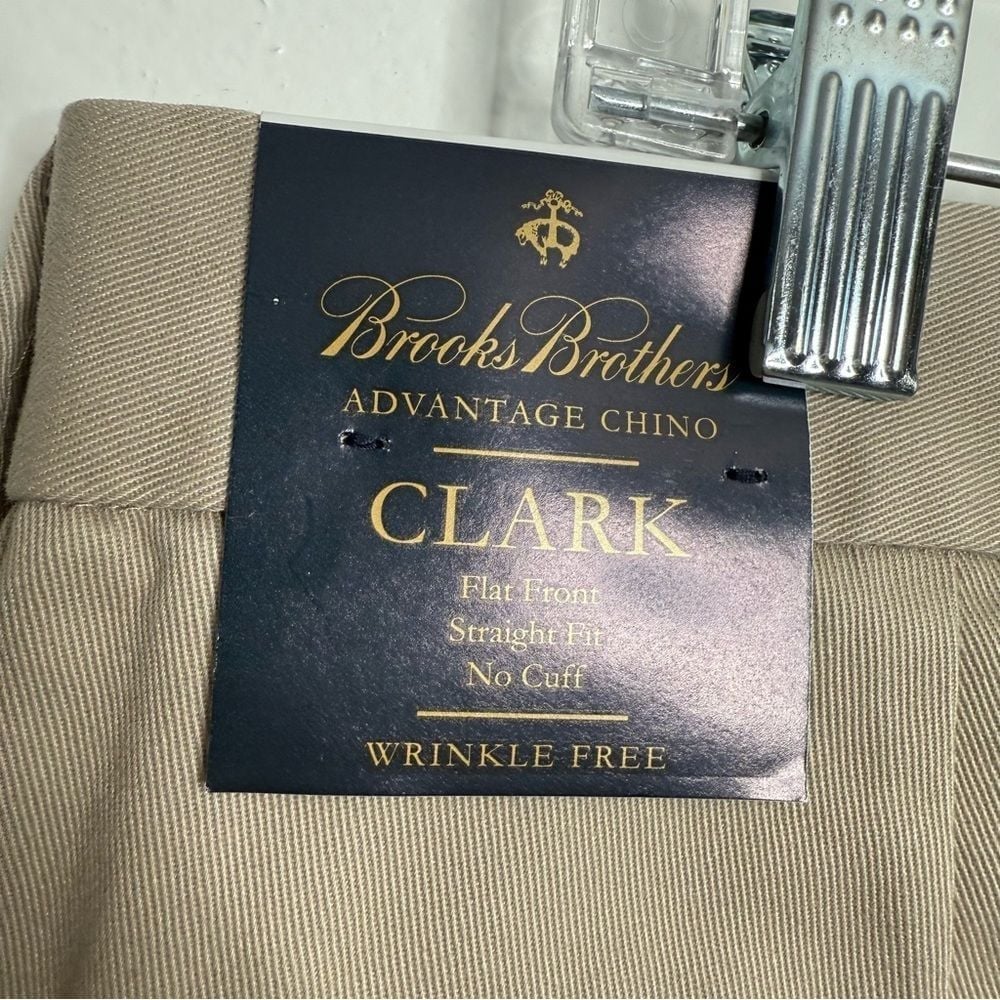 Brooks Brothers
ADVANTAGE CHINO
CLARK
Flat Front
Straight Fit
No Cuff
WRINKLE FREE